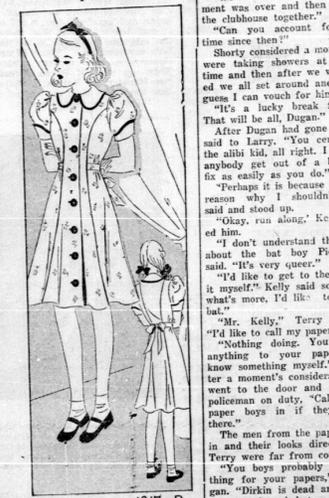 ment was over and then
the clubhouse together."
"Can you account fo
time since then?"
Shorty considered a mo
were taking showers at
time and then after we
ed we all set around and
guess I can vouch for him
"It's a lucky break
That will be all, Dugan."
After Dugan had gone
said to Larry, "You cer
the alibi kid, all right. I
anybody get out of a
fix as easily as you do."
"Perhaps it is because
reason why I shouldn
said and stood up.
"Okay, run along,' Ke
ed him.
"I don't understand th
about the bat boy Pi
said. "It's very queer."
"I'd like to get to the
it myself." Kelly said so
what's more, I'd like to
bat."
"Mr. Kelly," Terry
"I'd like to call my pape
"Nothing doing. You
anything to your pap
know something myself."
ter a moment's consider
went to the door and
policeman on duty, "Cal
paper boys in if they
there."
The men from the pa
in and their looks direc
Terry were far from co
"You boys probably
thing for your papers,"
gan. "Dirkin is dead a